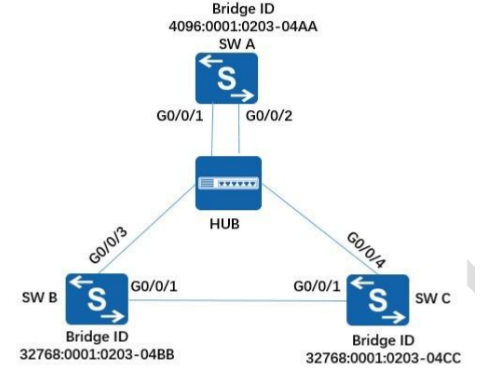 Bridge ID
4096:0001:0203-04AA
SW A
S
G0/0/1 G0/0/2
HUB
G0/0/3
G0/0/4
SW B
S
G0/0/1
G0/0/1
S
SW C
Bridge ID
32768:0001:0203-04BB
Bridge ID
32768:0001:0203-04CC